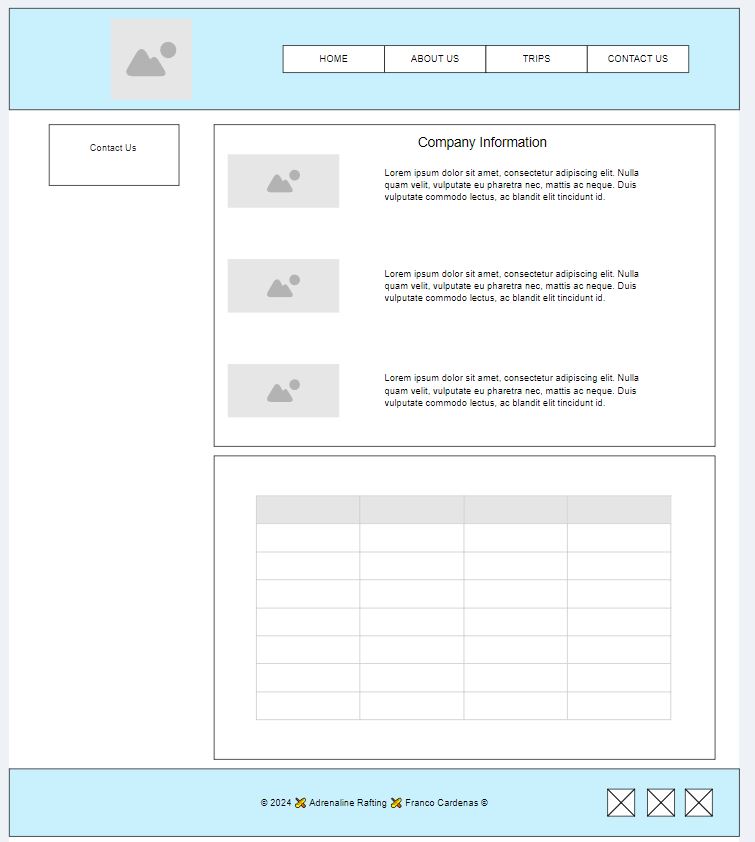 HOME
ABOUT US
TRIPS
CONTACT US
Contact Us
Company Information
Lorem ipsum dolor sit amet, consectetur adipiscing elit. Nulla
quam velit, vulputate eu pharetra nec, mattis ac neque. Duis
vulputate commodo lectus, ac blandit elit tincidunt id.
Lorem ipsum dolor sit amet, consectetur adipiscing elit. Nulla
quam velit, vulputate eu pharetra nec, mattis ac neque. Duis
vulputate commodo lectus, ac blandit elit tincidunt id.
Lorem ipsum dolor sit amet, consectetur adipiscing elit. Nulla
quam velit, vulputate eu pharetra nec, mattis ac neque. Duis
vulputate commodo lectus, ac blandit elit tincidunt id.
© 2024 Adrenaline Rafting Franco Cardenas ©